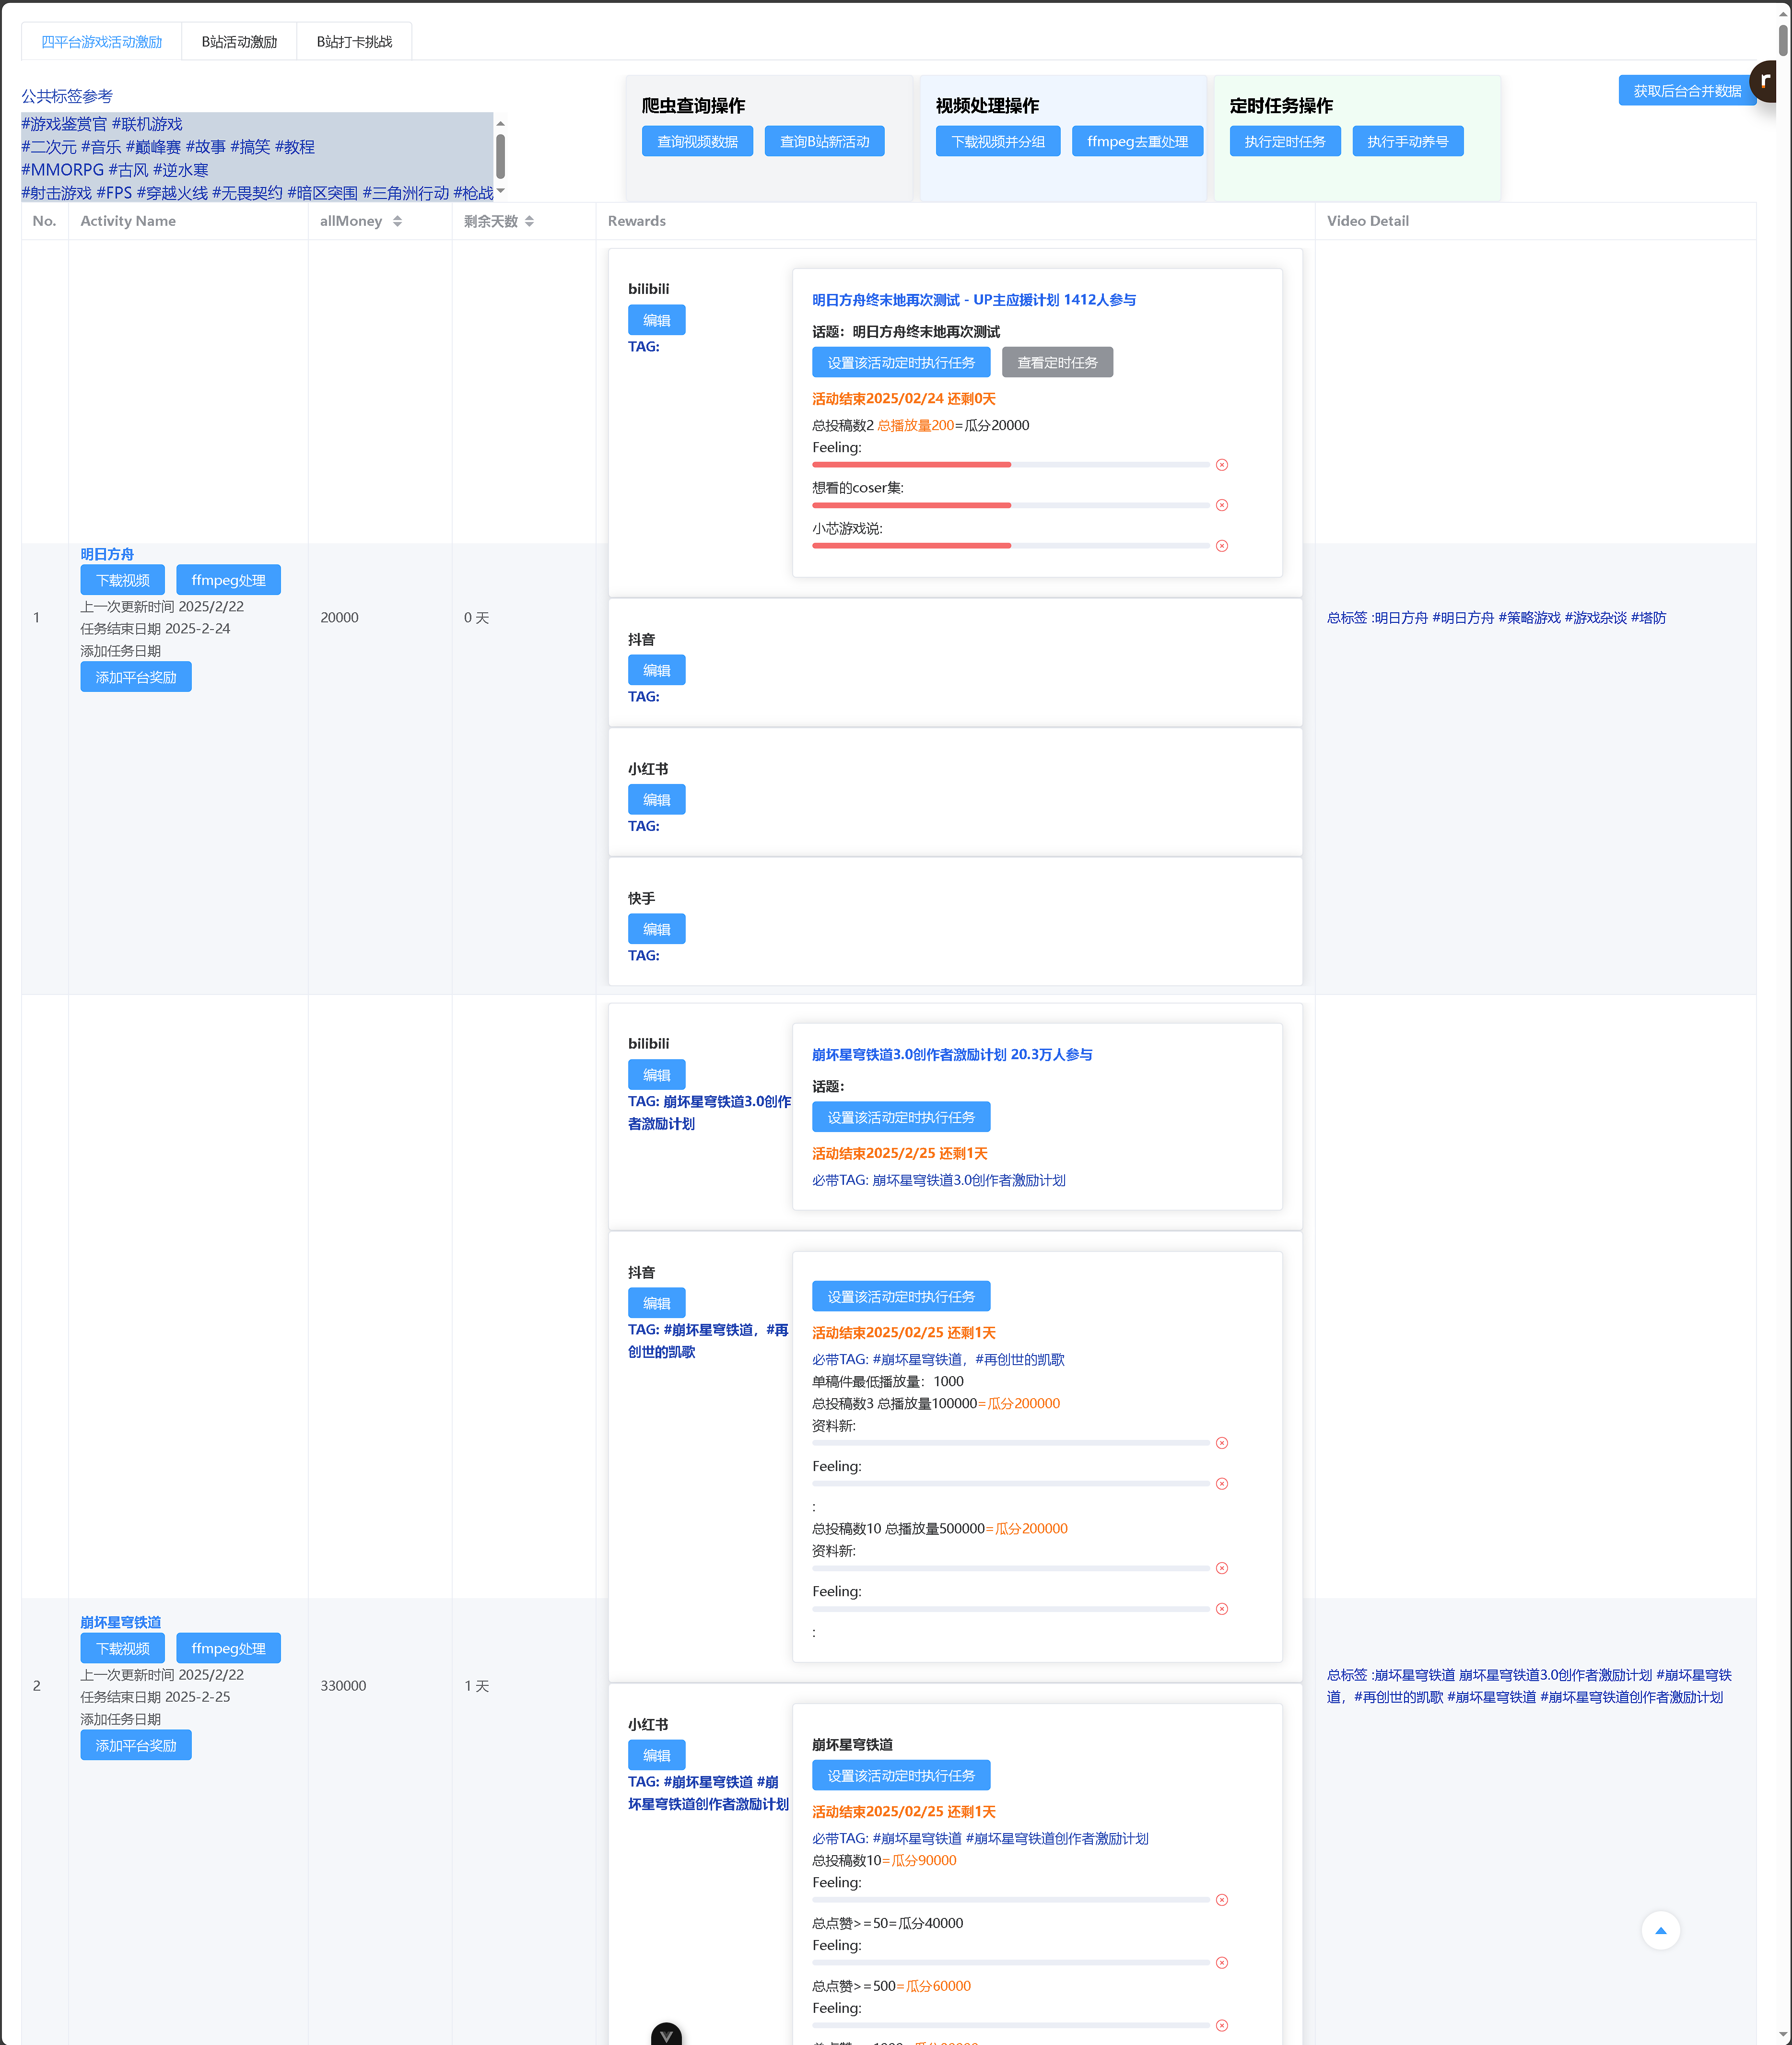 四平台游戏活动激励 B站活动激励 B站打卡挑战
公共标签参考
#游戏鉴赏官 #联机游戏
#二次元 #音乐 #巅峰赛 #故事 #搞笑 #教程
#MMORPG #古风 #逆水寒
#射击游戏 #FPS #穿越火线 #无畏契约 #暗区突围 #三角洲行动 #枪战
爬虫查询操作
查询视频数据 查询B站新活动
视频处理操作
下载视频并分组 ffmpeg去重处理
定时任务操作
执行定时任务 执行手动养号
获取后台合并数据
r
No. Activity Name allMoney 剩余天数 Rewards Video Detail
1
明日方舟
下载视频 ffmpeg处理
上一次更新时间 2025/2/22
任务结束日期 2025-2-24
添加任务日期
添加平台奖励
20000
0 天
bilibili
编辑
TAG:
明日方舟终末地再次测试 - UP主应援计划 1412人参与
话题：明日方舟终末地再次测试
设置该活动定时执行任务 查看定时任务
活动结束2025/02/24 还剩0天
总投稿数2 总播放量200=瓜分20000
Feeling:
想看的coser集:
小芯游戏说:
抖音
编辑
TAG:
小红书
编辑
TAG:
快手
编辑
TAG:
总标签 :明日方舟 #明日方舟 #策略游戏 #游戏杂谈 #塔防
2
崩坏星穹铁道
下载视频 ffmpeg处理
上一次更新时间 2025/2/22
任务结束日期 2025-2-25
添加任务日期
添加平台奖励
330000
1 天
bilibili
编辑
TAG: 崩坏星穹铁道3.0创作
者激励计划
崩坏星穹铁道3.0创作者激励计划 20.3万人参与
话题：
设置该活动定时执行任务
活动结束2025/2/25 还剩1天
必带TAG: 崩坏星穹铁道3.0创作者激励计划
抖音
编辑
TAG: #崩坏星穹铁道，#再
创世的凯歌
设置该活动定时执行任务
活动结束2025/02/25 还剩1天
必带TAG: #崩坏星穹铁道，#再创世的凯歌
单稿件最低播放量：1000
总投稿数3 总播放量100000=瓜分200000
资料新:
Feeling:
:
总投稿数10 总播放量500000=瓜分200000
资料新:
Feeling:
:
小红书
编辑
TAG: #崩坏星穹铁道 #崩
坏星穹铁道创作者激励计划
崩坏星穹铁道
设置该活动定时执行任务
活动结束2025/02/25 还剩1天
必带TAG: #崩坏星穹铁道 #崩坏星穹铁道创作者激励计划
总投稿数10=瓜分90000
Feeling:
总点赞>=50=瓜分40000
Feeling:
总点赞>=500=瓜分60000
Feeling:
总标签 :崩坏星穹铁道 崩坏星穹铁道3.0创作者激励计划 #崩坏星穹铁
道，#再创世的凯歌 #崩坏星穹铁道 #崩坏星穹铁道创作者激励计划